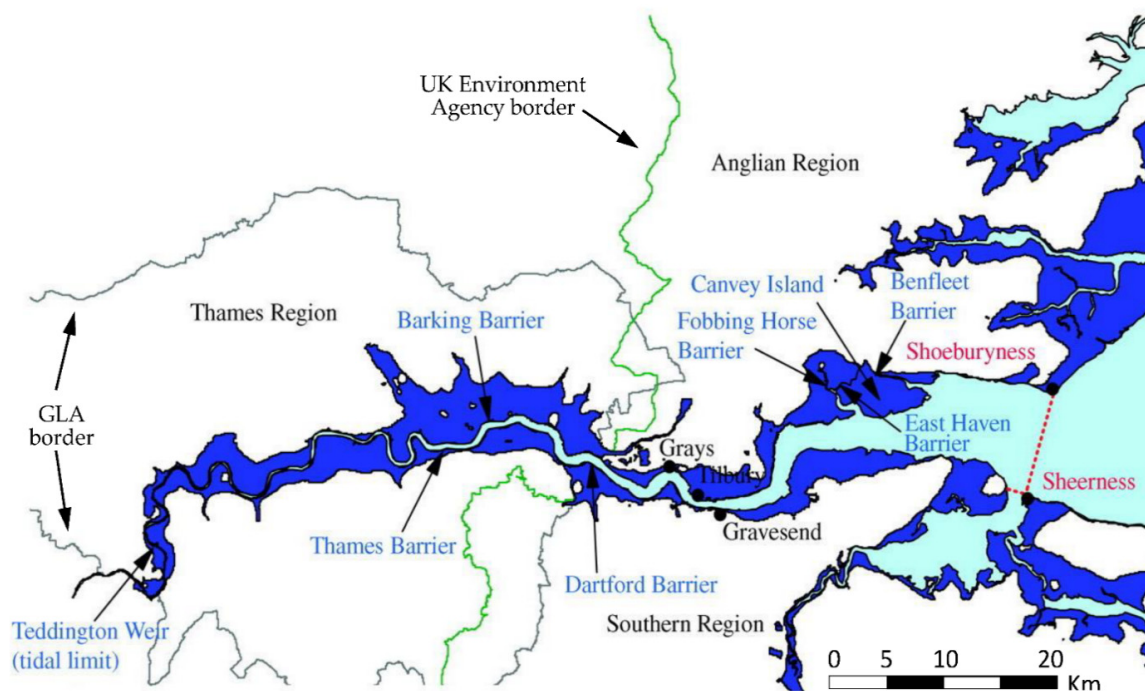 UK Environment
Agency border
Anglian Region
Canvey Island
Benfleet
Barrier
Fobbing Horse
Barrier
Thames Region
Barking Barrier
Shoeburyness
GLA
border
East Haven
Barrier
Grays
Tilbury
Sheerness
Gravesend
Thames Barrier
Dartford Barrier
Southern Region
Teddington Weir
(tidal limit)
0 5 10 20
Km